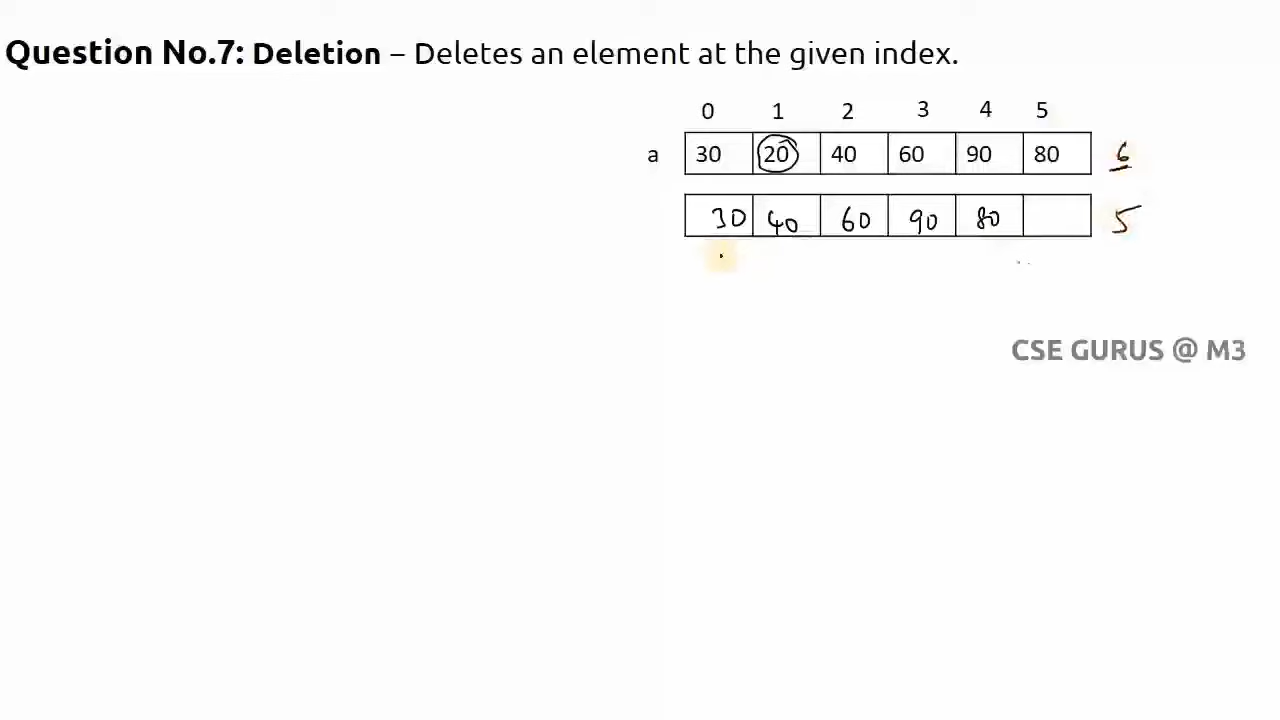 Question No.7: Deletion – Deletes an element at the given index.
0 1 2 3 4 5
a 30 20 40 60 90 80 6
30 40 60 90 80 5
CSE GURUS @ M3